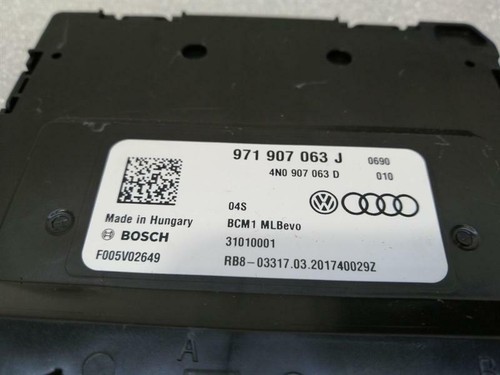 971 907 063 J 0690
4N0 907 063 D 010
04S
Made in Hungary BCM1 MLBevo
BOSCH 31010001
F005V02649 RB8-03317.03.201740029Z
A